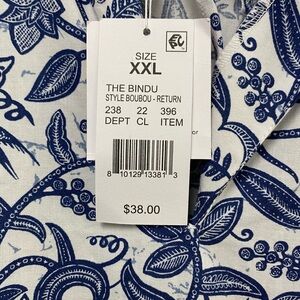 SIZE
XXL
THE BINDU
STYLE BOUBOU - RETURN
238 22 396
DEPT CL ITEM
or
8 10129 13381 3
$38.00